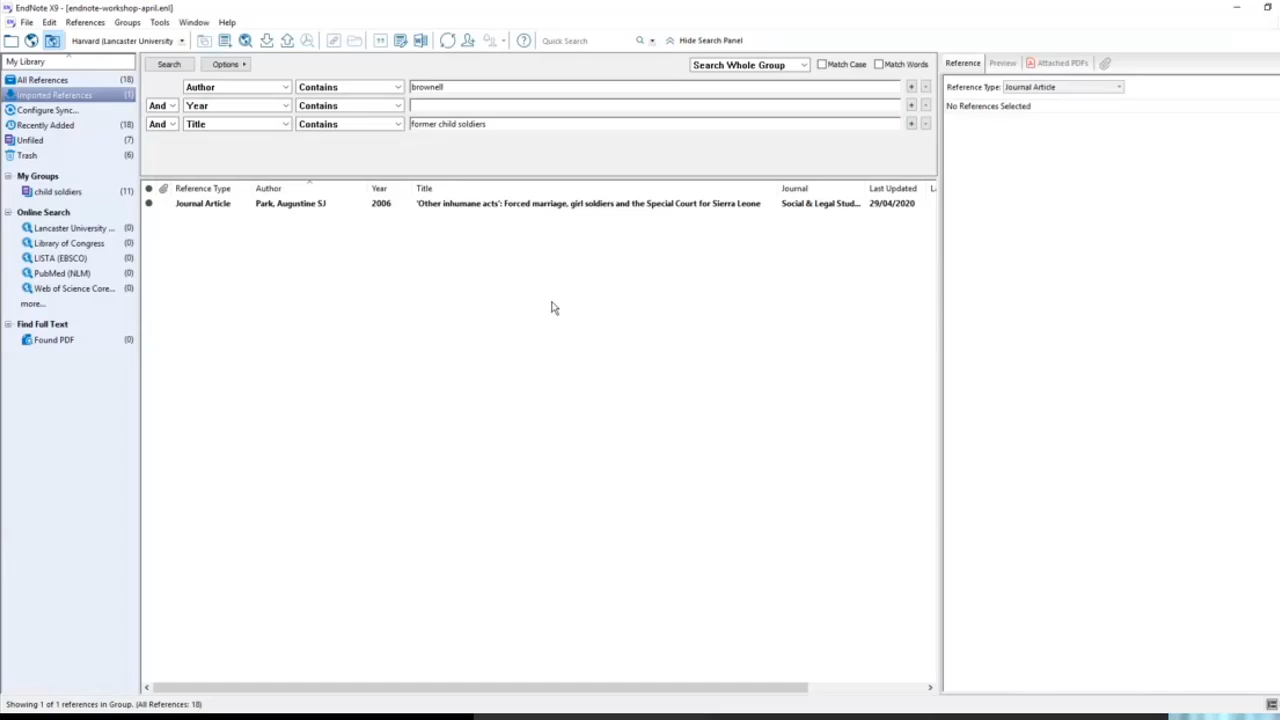 EndNote X9 - [endnote-workshop-april.enl]
File Edit References Groups Tools Window Help
Harvard (Lancaster University Quick Search Hide Search Panel
My Library
All References (18)
Imported References (1)
Configure Sync...
Recently Added (18)
Unfiled (7)
Trash (6)
My Groups
child soldiers (11)
Online Search
Lancaster University ... (0)
Library of Congress (0)
LISTA (EBSCO) (0)
PubMed (NLM) (0)
Web of Science Core... (0)
more...
Find Full Text
Found PDF (0)
Search Options Search Whole Group Match Case Match Words
Author Contains brownell
And Year Contains
And Title Contains former child soldiers
Reference Type Author Year Title Journal Last Updated
Journal Article Park, Augustine SJ 2006 'Other inhumane acts': Forced marriage, girl soldiers and the Special Court for Sierra Leone Social & Legal Stud... 29/04/2020
Reference Preview Attached PDFs
Reference Type: Journal Article
No References Selected
Showing 1 of 1 references in Group. (All References: 18)